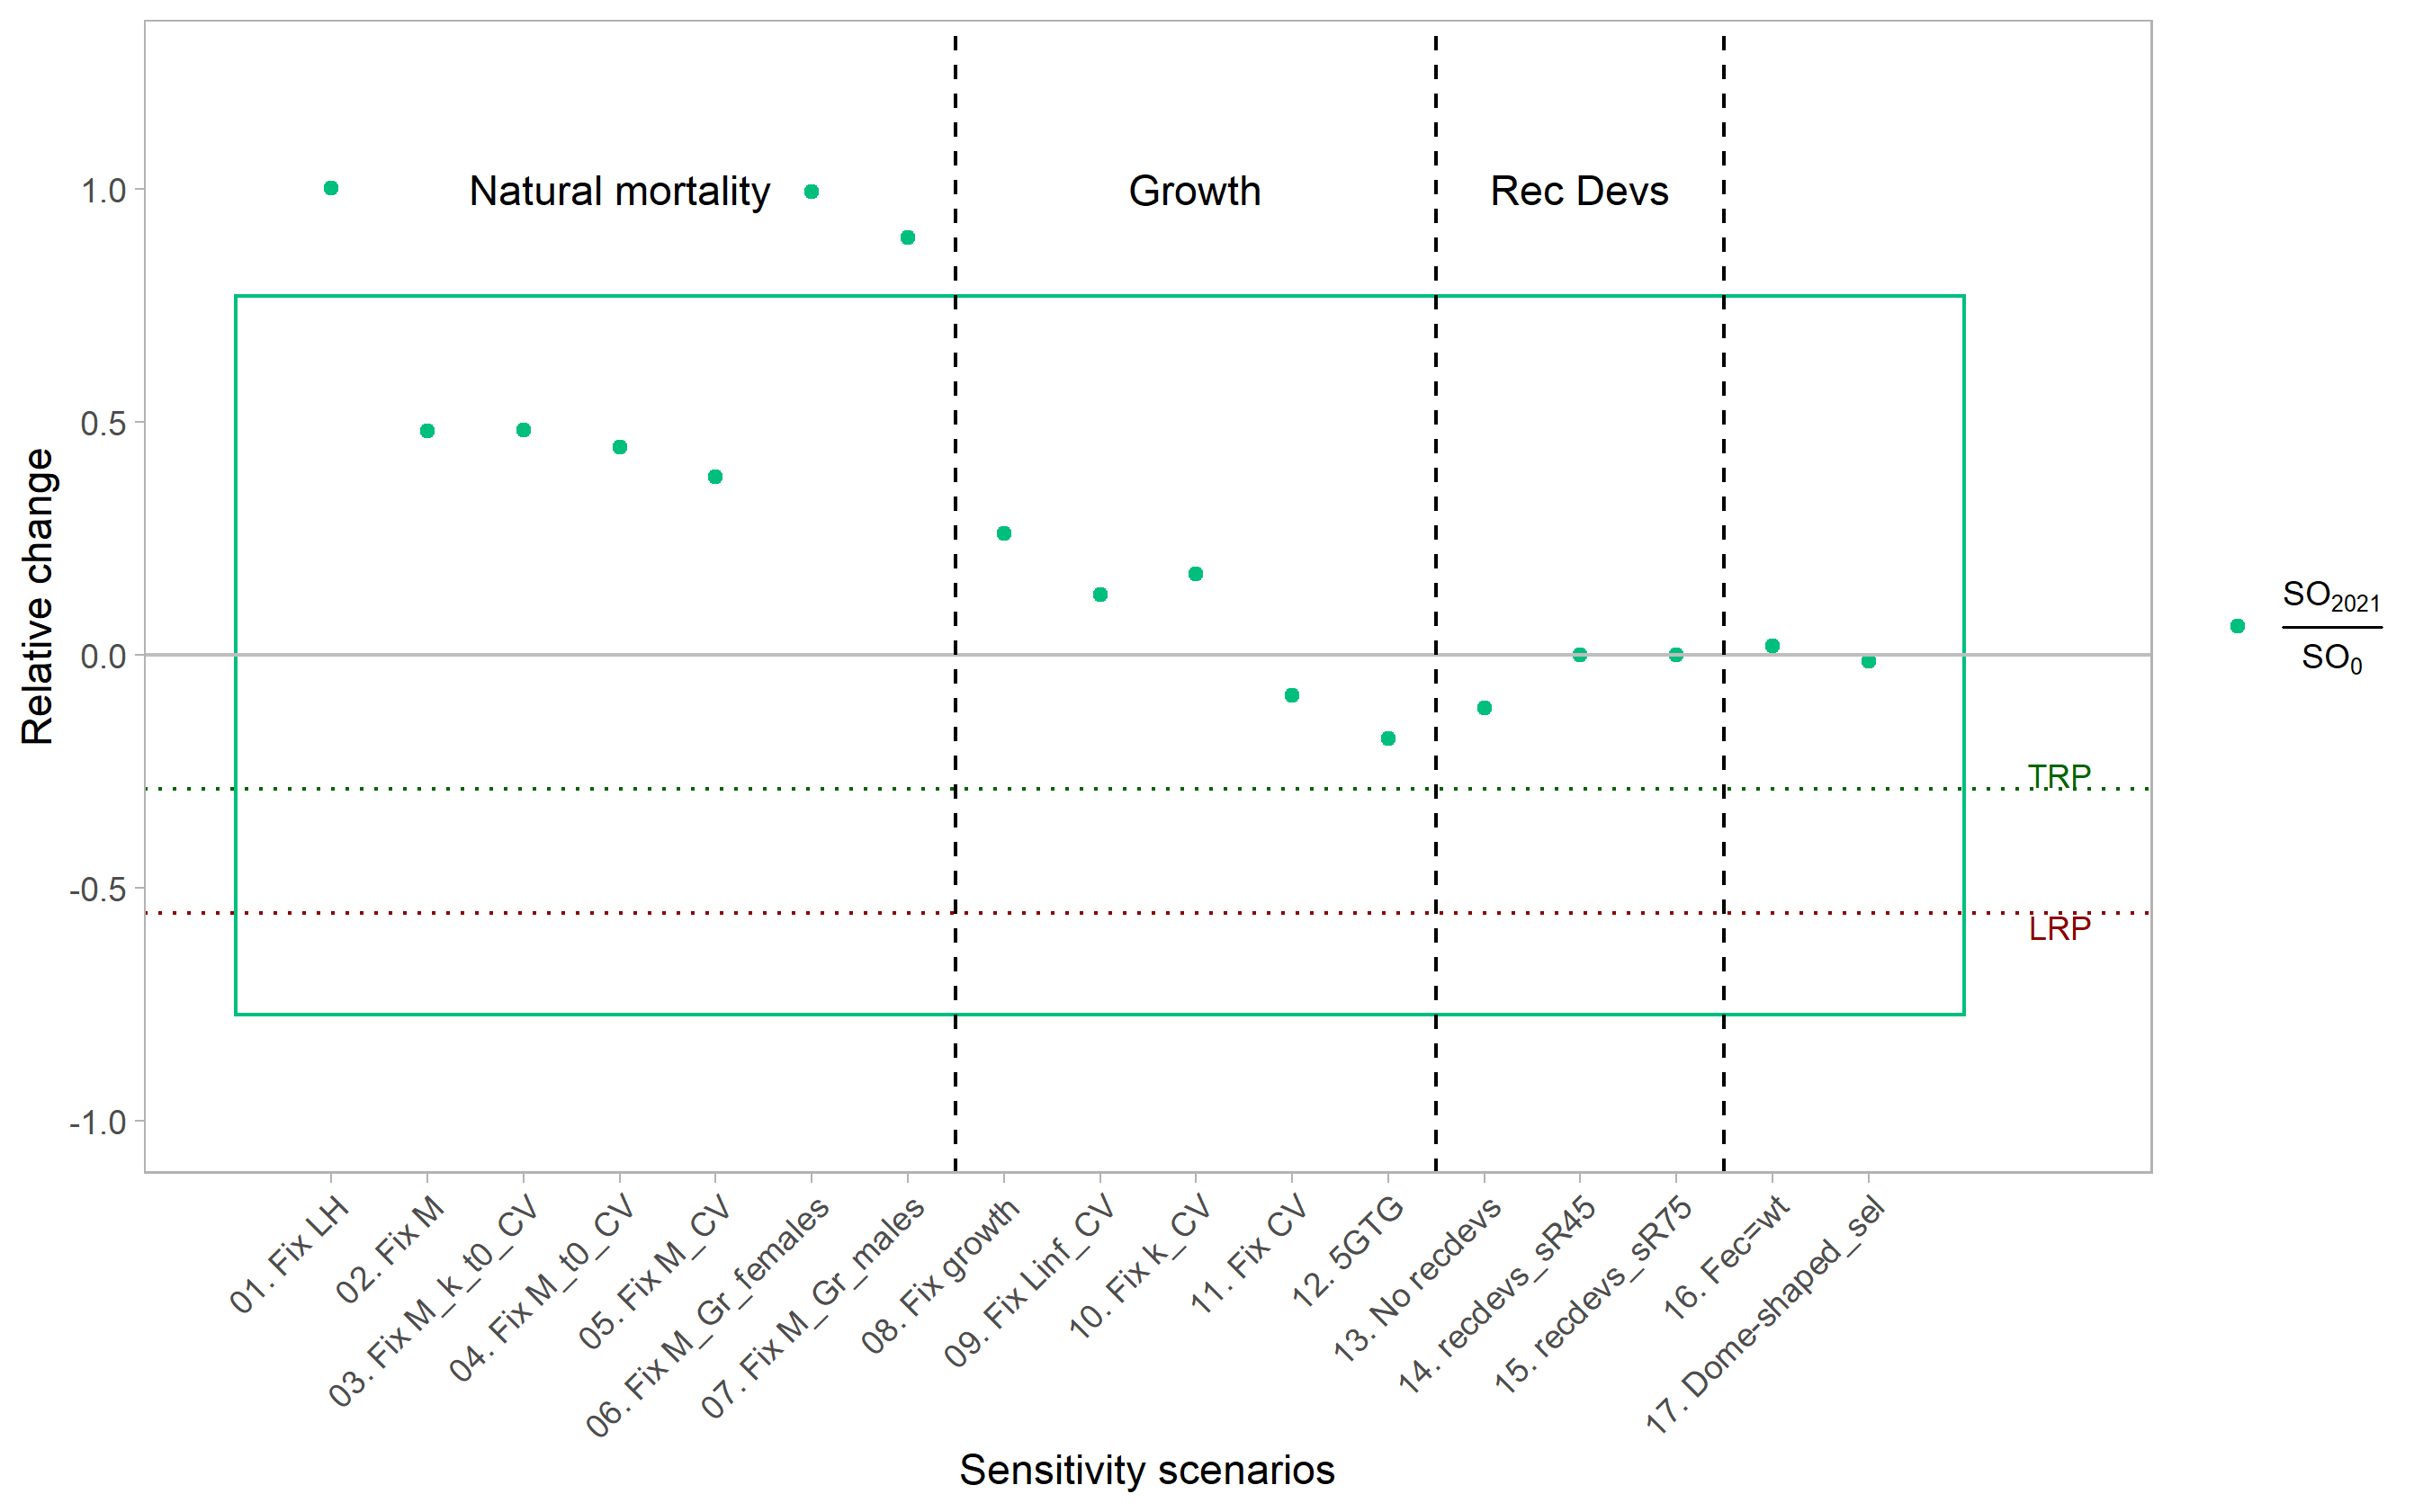 Natural mortality
Growth
Rec Devs
1.0
0.5
0.0
-0.5
-1.0
Relative change
TRP
LRP
SO2021
SO0
01. Fix LH
02. Fix M
03. Fix M_k_t0_CV
04. Fix M_t0_CV
05. Fix M_CV
06. Fix M_Gr_females
07. Fix M_Gr_males
08. Fix growth
09. Fix Linf_CV
10. Fix k_CV
11. Fix CV
12. 5GTG
13. No recdevs
14. recdevs_sR45
15. recdevs_sR75
16. Fec=wt
17. Dome-shaped_sel
Sensitivity scenarios